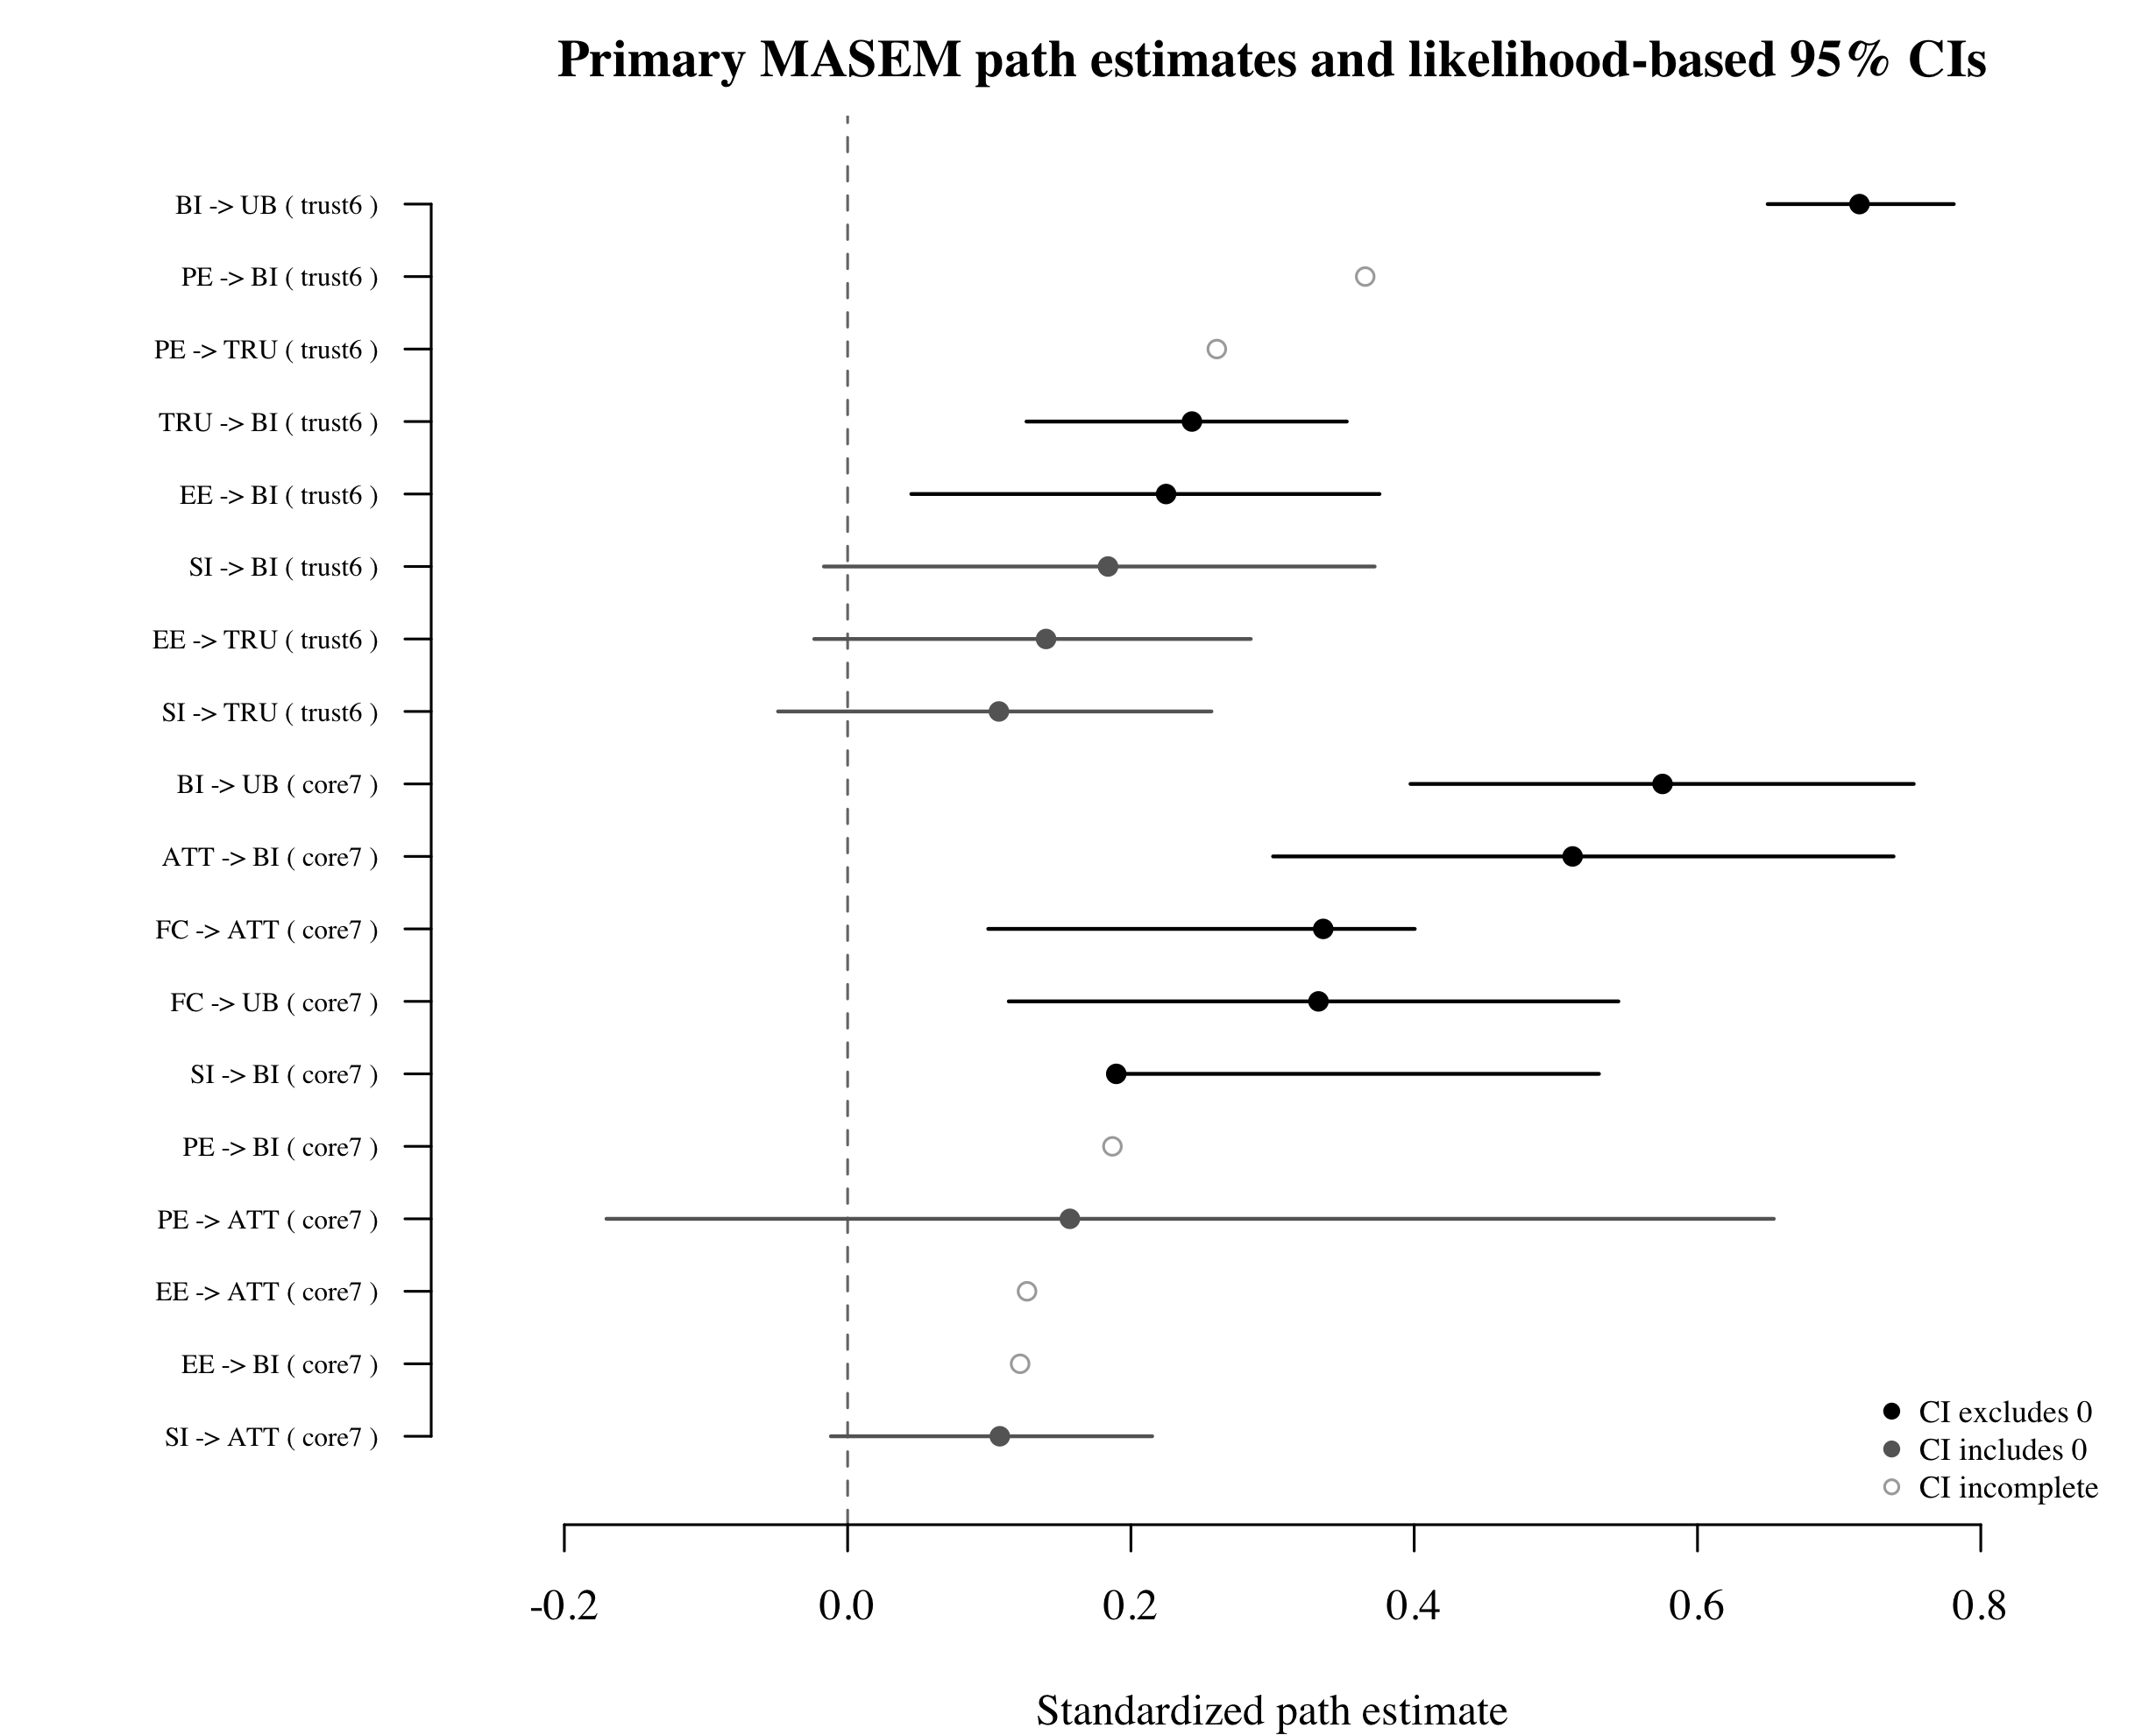 Primary MASEM path estimates and likelihood-based 95% CIs
BI -> UB ( trust6 )
PE -> BI ( trust6 )
PE -> TRU ( trust6 )
TRU -> BI ( trust6 )
EE -> BI ( trust6 )
SI -> BI ( trust6 )
EE -> TRU ( trust6 )
SI -> TRU ( trust6 )
BI -> UB ( core7 )
ATT -> BI ( core7 )
FC -> ATT ( core7 )
FC -> UB ( core7 )
SI -> BI ( core7 )
PE -> BI ( core7 )
PE -> ATT ( core7 )
EE -> ATT ( core7 )
EE -> BI ( core7 )
SI -> ATT ( core7 )
CI excludes 0
CI includes 0
CI incomplete
-0.2 0.0 0.2 0.4 0.6 0.8
Standardized path estimate